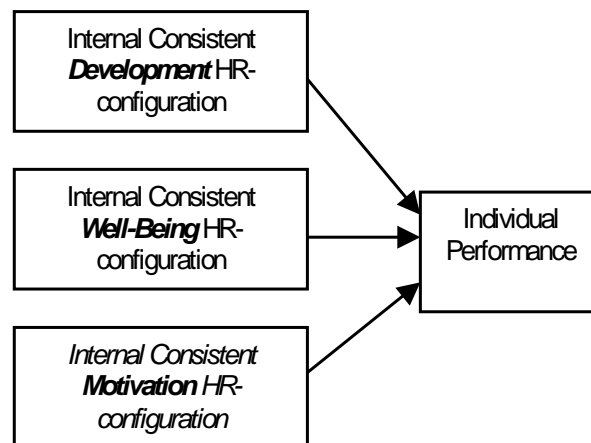 Internal Consistent
Development HR-
configuration
Internal Consistent
Well-Being HR-
configuration
Individual
Performance
Internal Consistent
Motivation HR-
configuration